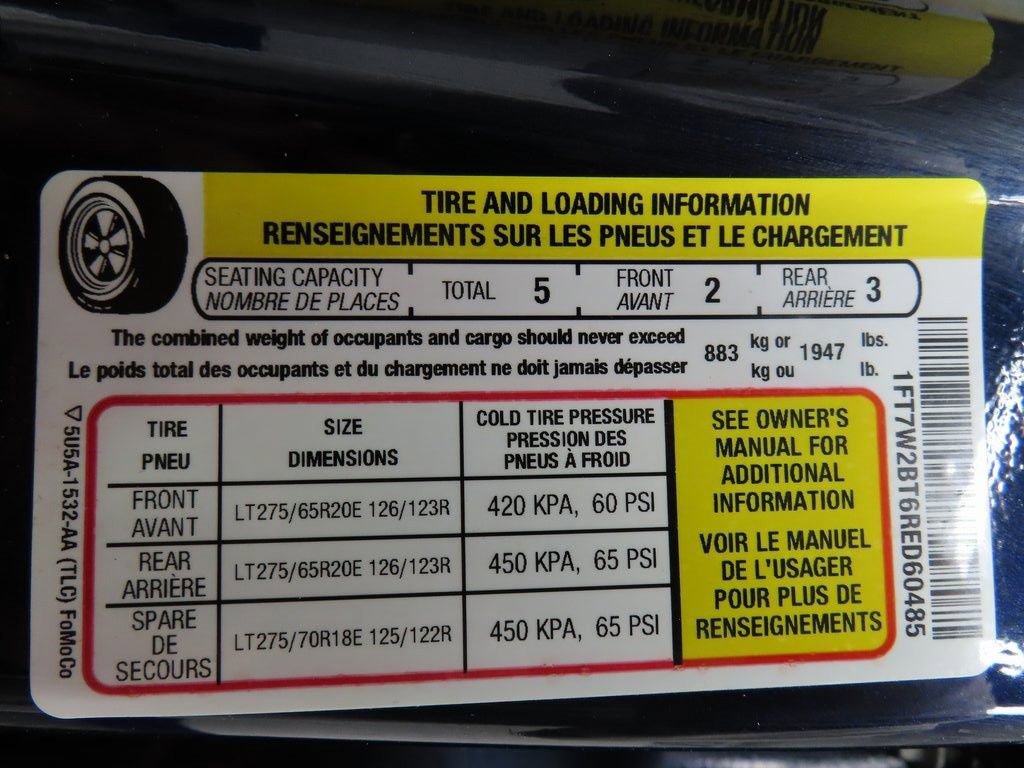 TIRE AND LOADING INFORMATION
RENSEIGNEMENTS SUR LES PNEUS ET LE CHARGEMENT
SEATING CAPACITY TOTAL 5 FRONT 2 REAR 3
NOMBRE DE PLACES AVANT ARRIÈRE
The combined weight of occupants and cargo should never exceed 883 kg or 1947 lbs.
Le poids total des occupants et du chargement ne doit jamais dépasser kg ou lb.
TIRE SIZE COLD TIRE PRESSURE
PNEU DIMENSIONS PRESSION DES
PNEUS À FROID
FRONT
AVANT LT275/65R20E 126/123R 420 KPA, 60 PSI
REAR
ARRIÈRE LT275/65R20E 126/123R 450 KPA, 65 PSI
SPARE
DE
SECOURS LT275/70R18E 125/122R 450 KPA, 65 PSI
SEE OWNER'S
MANUAL FOR
ADDITIONAL
INFORMATION
VOIR LE MANUEL
DE L'USAGER
POUR PLUS DE
RENSEIGNEMENTS
1FT7W2BT6RED60485
5U5A-1532-AA (TLC) FoMoCo